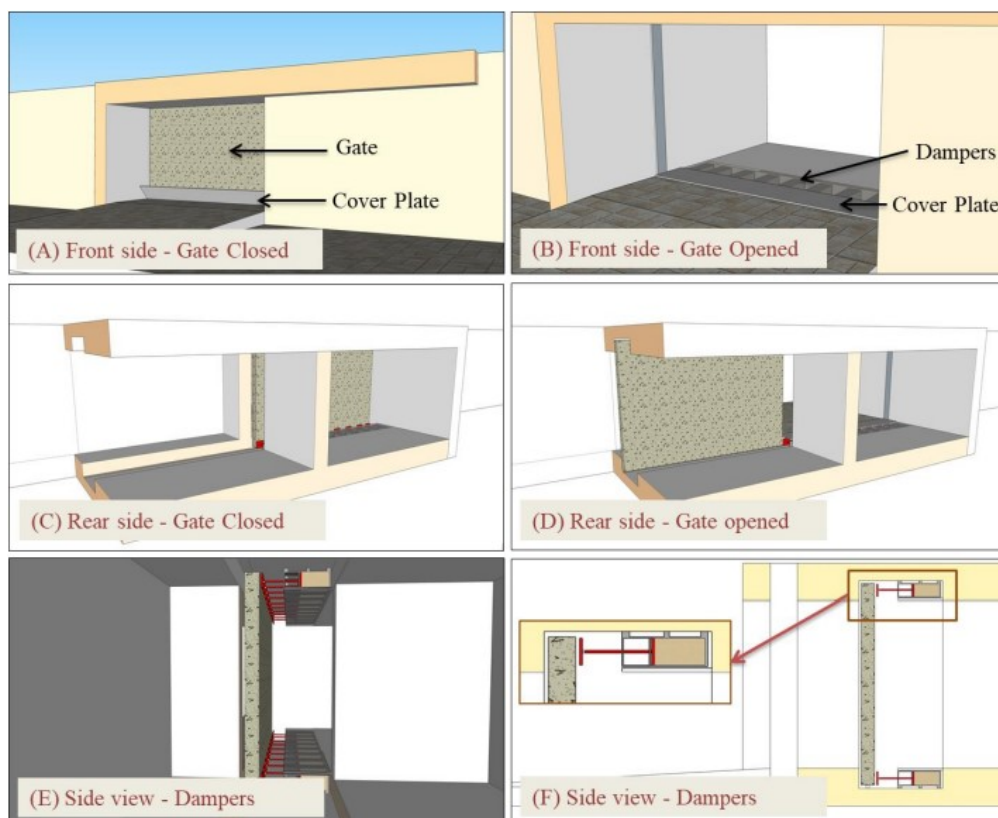 Gate
Cover Plate
(A) Front side - Gate Closed
Dampers
Cover Plate
(B) Front side - Gate Opened
(C) Rear side - Gate Closed
(D) Rear side - Gate opened
(E) Side view - Dampers
(F) Side view - Dampers